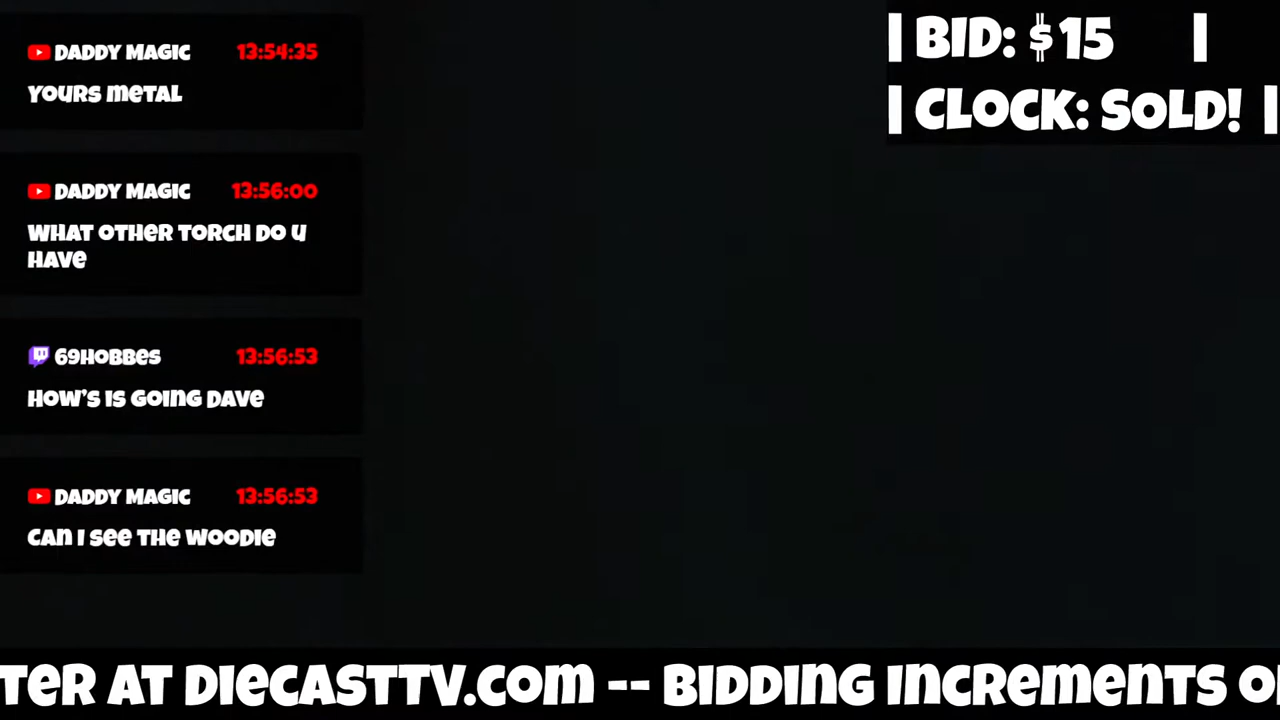 DADDY MAGIC 13:54:35
YOURS METAL
DADDY MAGIC 13:56:00
WHAT OTHER TORCH DO U
HAVE
69HOBBES 13:56:53
HOW'S IS GOING DAVE
DADDY MAGIC 13:56:53
CAN I SEE THE WOODIE
| BID: $15 |
| CLOCK: SOLD! |
TER AT DIECASTTV.COM -- BIDDING INCREMENTS O